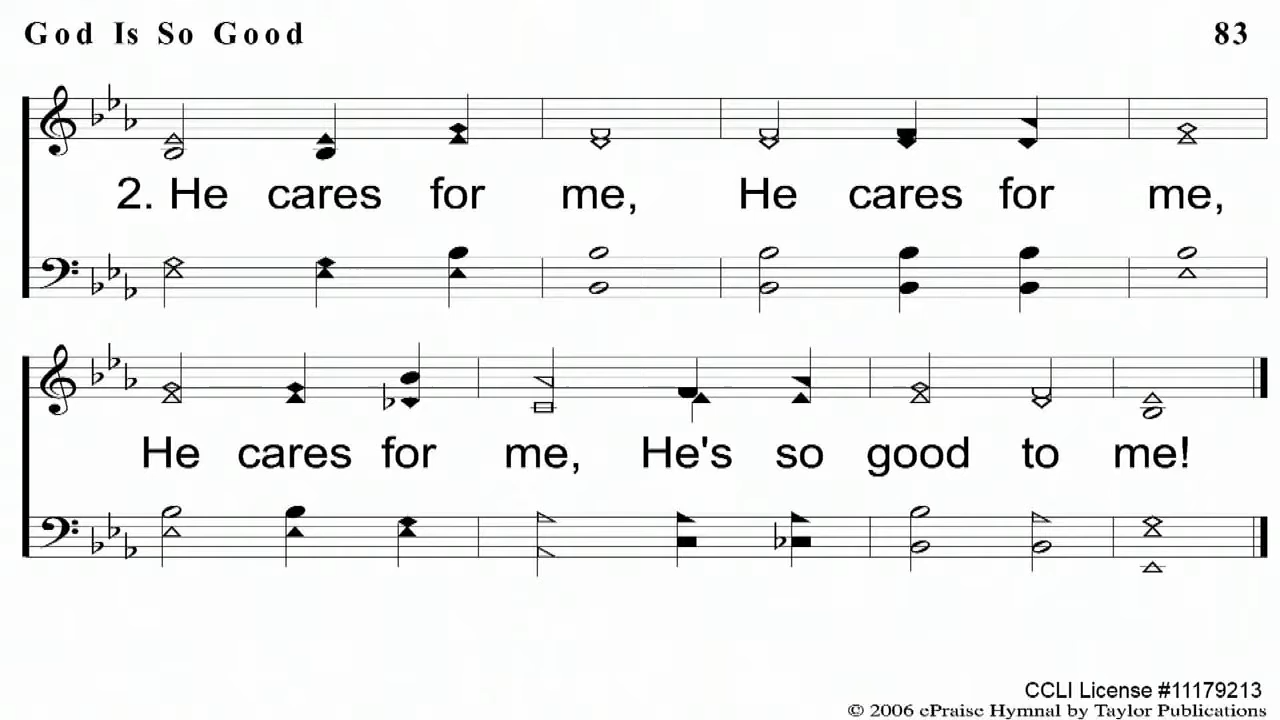 God Is So Good 83
2. He cares for me, He cares for me,
He cares for me, He's so good to me!
CCLI License #11179213
© 2006 ePraise Hymnal by Taylor Publications